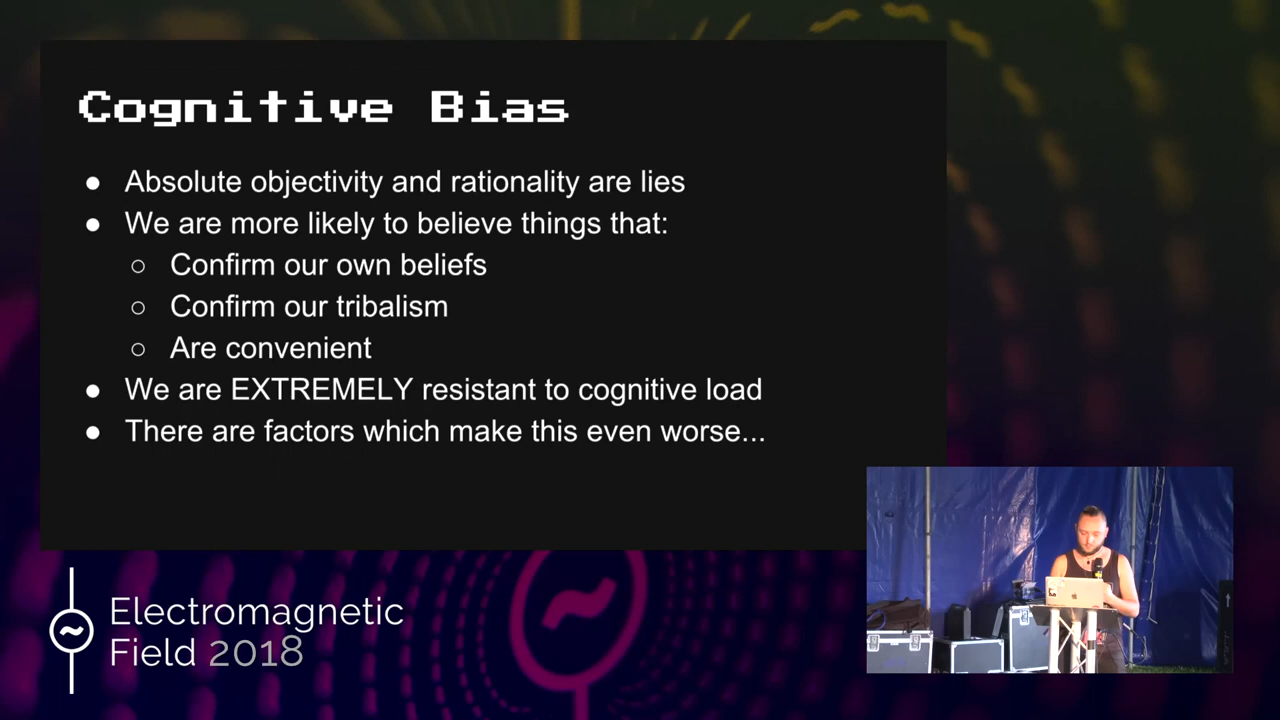 Cognitive Bias
● Absolute objectivity and rationality are lies
● We are more likely to believe things that:
○ Confirm our own beliefs
○ Confirm our tribalism
○ Are convenient
● We are EXTREMELY resistant to cognitive load
● There are factors which make this even worse...
Electromagnetic
Field 2018